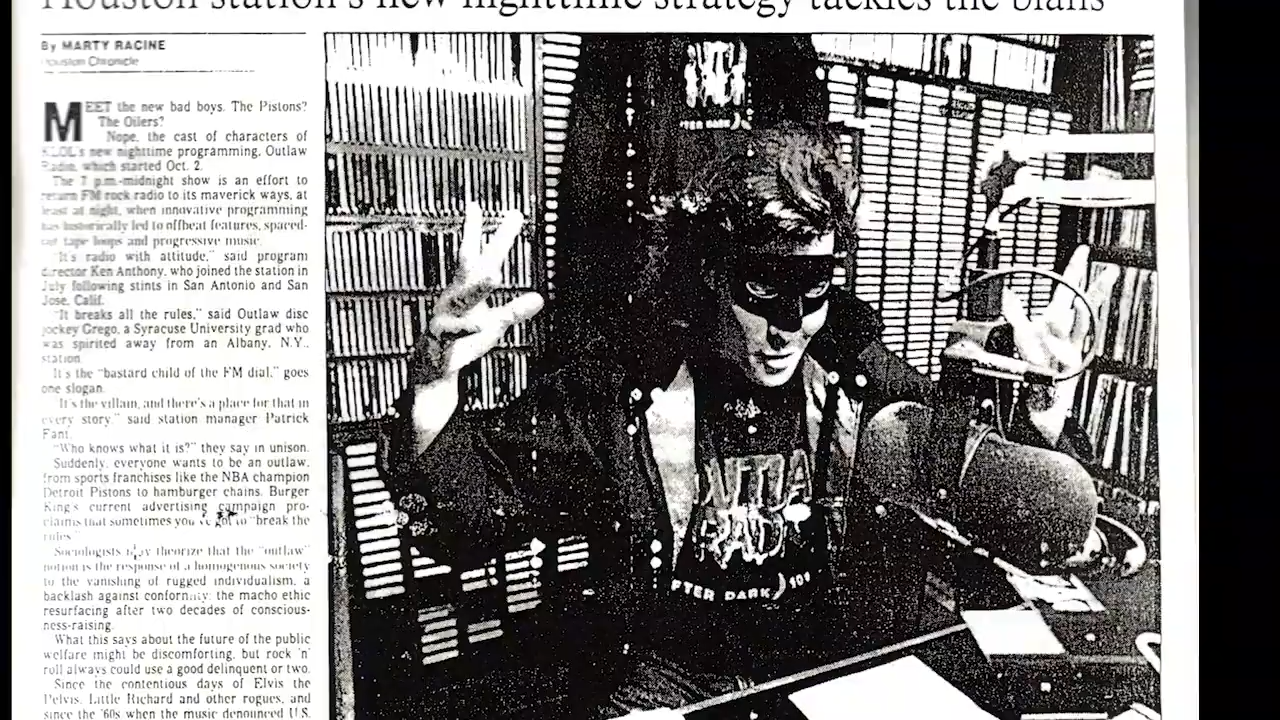 Houston station's new nighttime strategy tackles the blahs
By MARTY RACINE
Houston Chronicle
MEET the new bad boys. The Pistons?
The Oilers?
Nope, the cast of characters of
KLOL's new nighttime programming, Outlaw
Radio, which started Oct. 2.
The 7 p.m.-midnight show is an effort to
return FM rock radio to its maverick ways, at
least at night, when innovative programming
has historically led to offbeat features, spaced-
out tape loops and progressive music.
"It's radio with attitude," said program
director Ken Anthony, who joined the station in
July following stints in San Antonio and San
Jose, Calif.
"It breaks all the rules," said Outlaw disc
jockey Grego, a Syracuse University grad who
was spirited away from an Albany, N.Y.,
station.
It's the "bastard child of the FM dial," goes
one slogan.
"It's the villain, and there's a place for that in
every story," said station manager Patrick
Fant.
"Who knows what it is?" they say in unison.
Suddenly, everyone wants to be an outlaw,
from sports franchises like the NBA champion
Detroit Pistons to hamburger chains. Burger
King's current advertising campaign pro-
claims that sometimes you've got to "break the
rules."
Sociologists may theorize that the "outlaw"
notion is the response of a homogenous society
to the vanishing of rugged individualism, a
backlash against conformity: the macho ethic
resurfacing after two decades of conscious-
ness-raising.
What this says about the future of the public
welfare might be discomforting, but rock 'n'
roll always could use a good delinquent or two.
Since the contentious days of Elvis the
Pelvis, Little Richard and other rogues, and
since the '60s when the music denounced U.S.
FTER DARK
OUTLAW
RADIO
FTER DARK 101